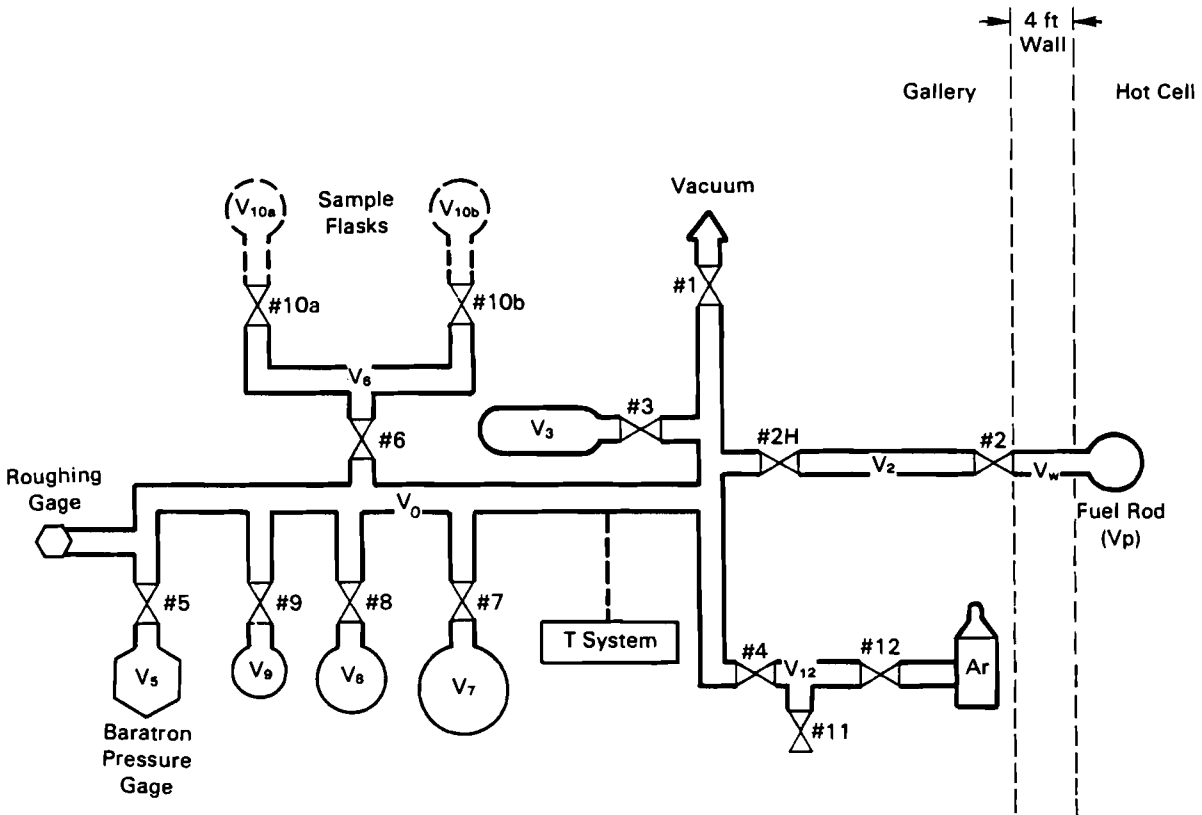 4 ft
Wall
Gallery
Hot Cell
Vacuum
V10a
Sample
Flasks
V10b
#1
#10a
#10b
V6
#3
V3
#6
#2H
V2
#2
Vw
Roughing
Gage
V0
Fuel Rod
(Vp)
#5
#9
#8
#7
T System
#4
V12
#12
Ar
V5
V9
V8
V7
#11
Baratron
Pressure
Gage